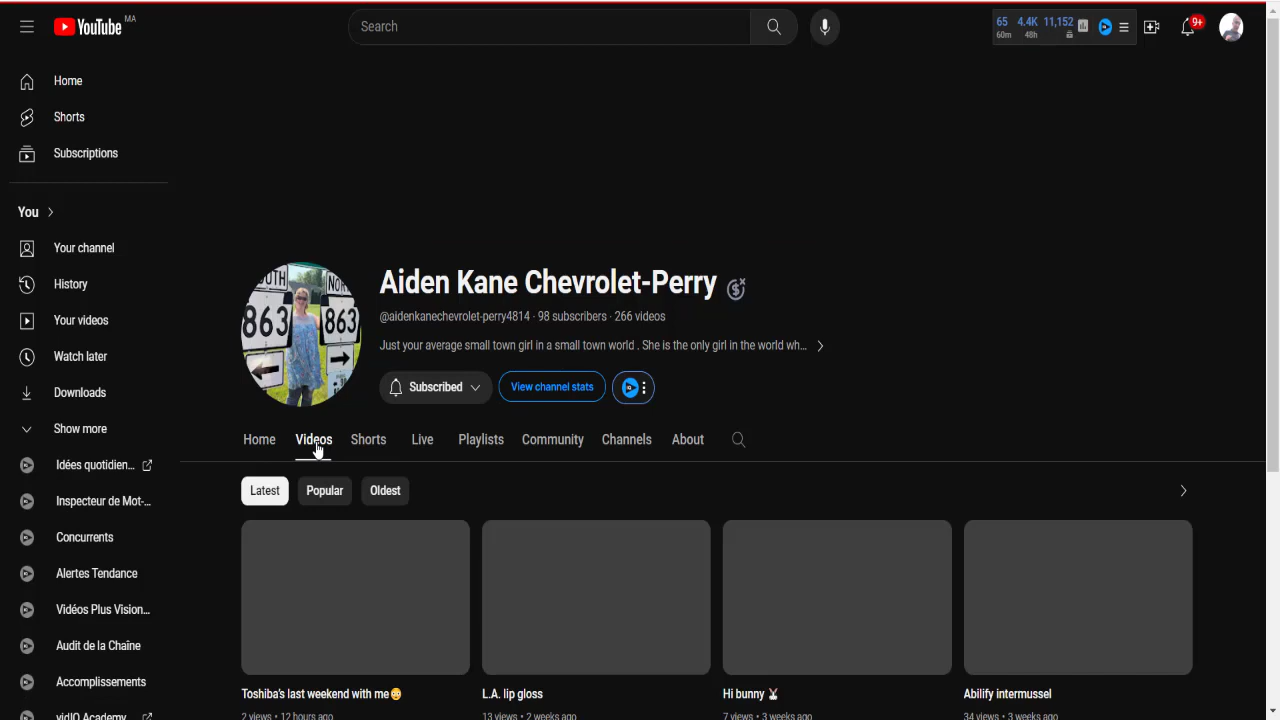 YouTube MA
Search
65 4.4K 11,152
60m 48h
9+
Home
Shorts
Subscriptions
You
Your channel
History
Your videos
Watch later
Downloads
Show more
Idées quotidien...
Inspecteur de Mot-...
Concurrents
Alertes Tendance
Vidéos Plus Vision...
Audit de la Chaîne
Accomplissements
vidIQ Academy
SOUTH NORTH
863 863
Aiden Kane Chevrolet-Perry
@aidenkanechevrolet-perry4814 · 98 subscribers · 266 videos
Just your average small town girl in a small town world . She is the only girl in the world wh...
Subscribed View channel stats
Home Videos Shorts Live Playlists Community Channels About
Latest Popular Oldest
Toshiba's last weekend with me😳 L.A. lip gloss Hi bunny 🐰 Abilify intermussel
2 views • 12 hours ago 13 views • 2 weeks ago 7 views • 3 weeks ago 34 views • 3 weeks ago